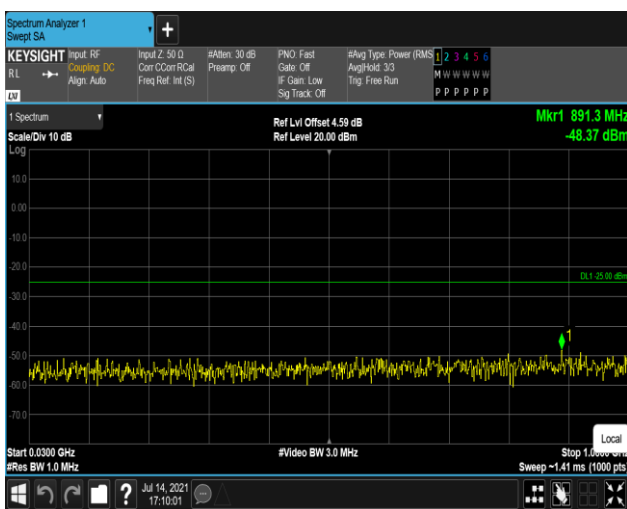 Spectrum Analyzer 1
Swept SA
KEYSIGHT
RL
LXI
Input: RF
Coupling: DC
Align: Auto
Input Z: 50 Ω
Corr CCorr RCal
Freq Ref: Int (S)
#Atten: 30 dB
Preamp: Off
PNO: Fast
Gate: Off
IF Gain: Low
Sig Track: Off
#Avg Type: Power (RMS
Avg|Hold: 3/3
Trig: Free Run
1 2 3 4 5 6
M W W W W W
P P P P P P
1 Spectrum
Scale/Div 10 dB
Ref Lvl Offset 4.59 dB
Ref Level 20.00 dBm
Mkr1 891.3 MHz
-48.37 dBm
Log
10.0
0.00
-10.0
-20.0
DL1 -25.00 dBm
-30.0
-40.0
1
-50.0
-60.0
-70.0
Local
Start 0.0300 GHz
#Video BW 3.0 MHz
#Res BW 1.0 MHz
Sweep ~1.41 ms (1000 pts)
?
Jul 14, 2021
17:10:01